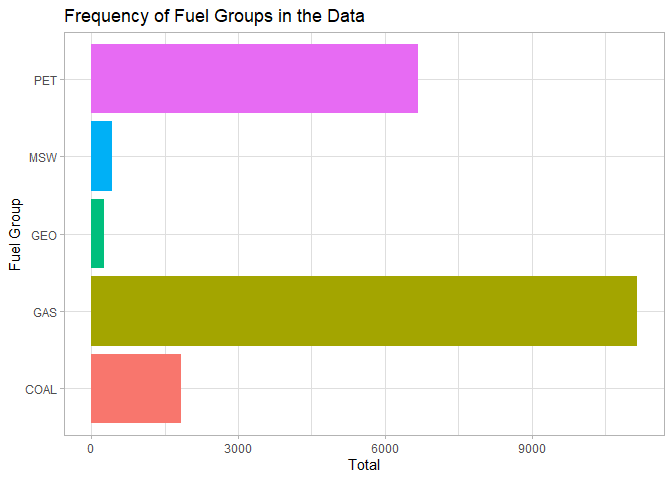 Frequency of Fuel Groups in the Data
Fuel Group
PET
MSW
GEO
GAS
COAL
0 3000 6000 9000
Total